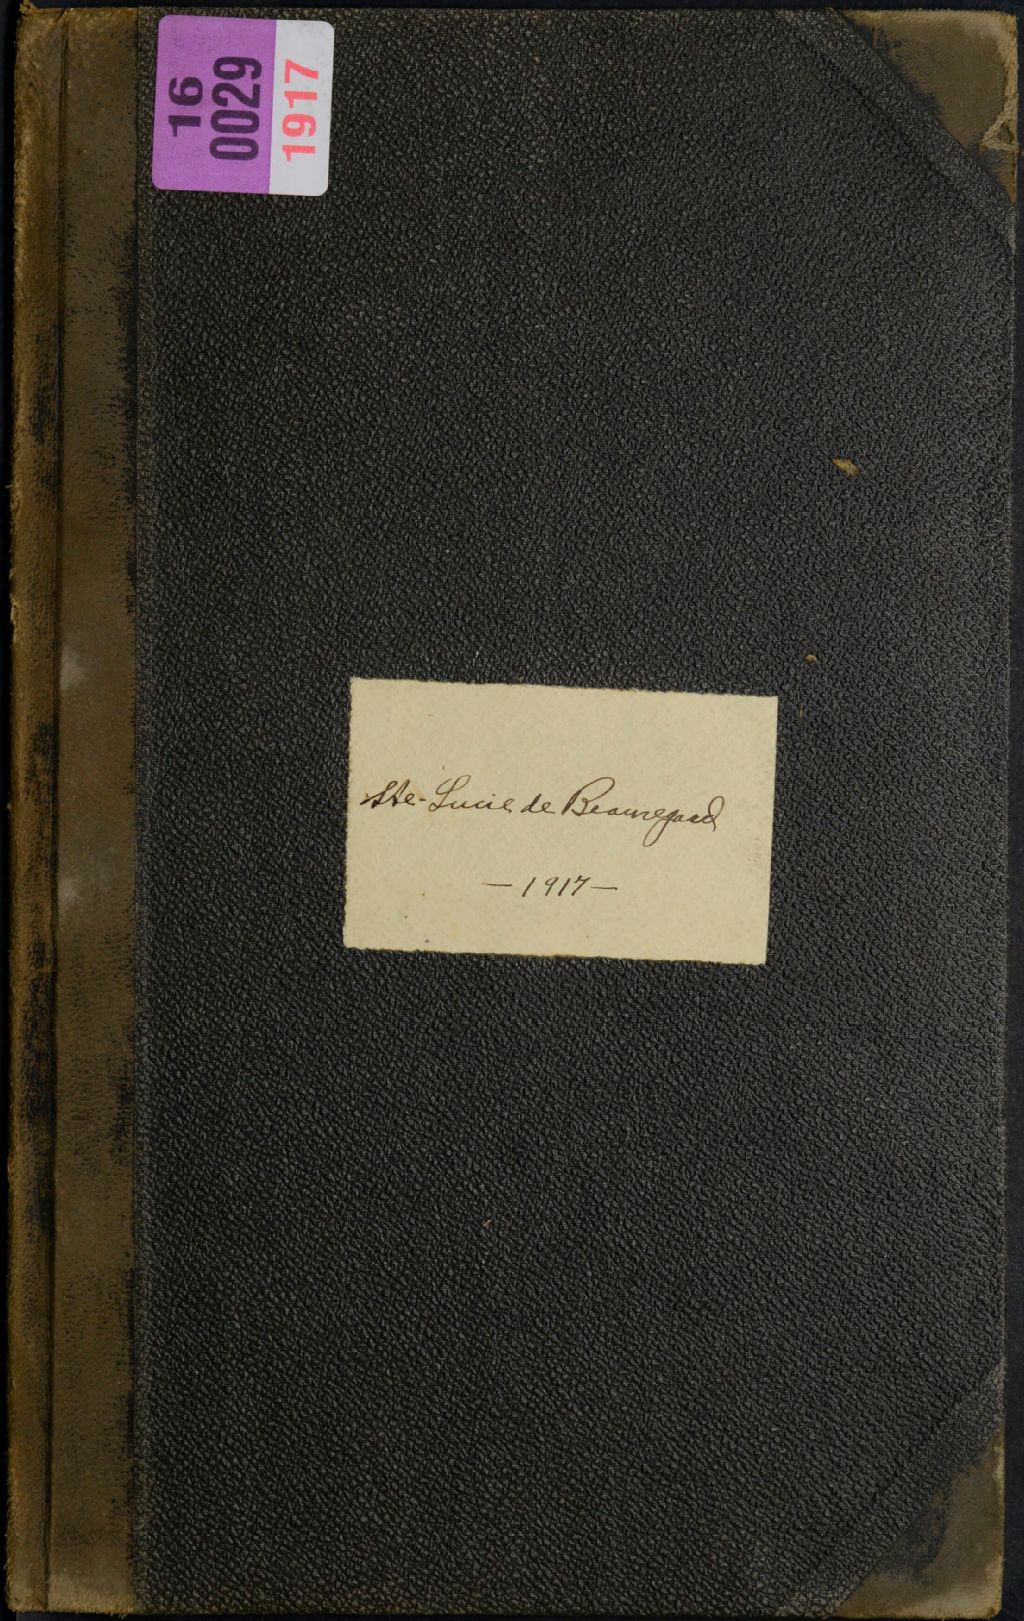 16
0029
1917
Ste-Lucie de Beauregard
- 1917 -